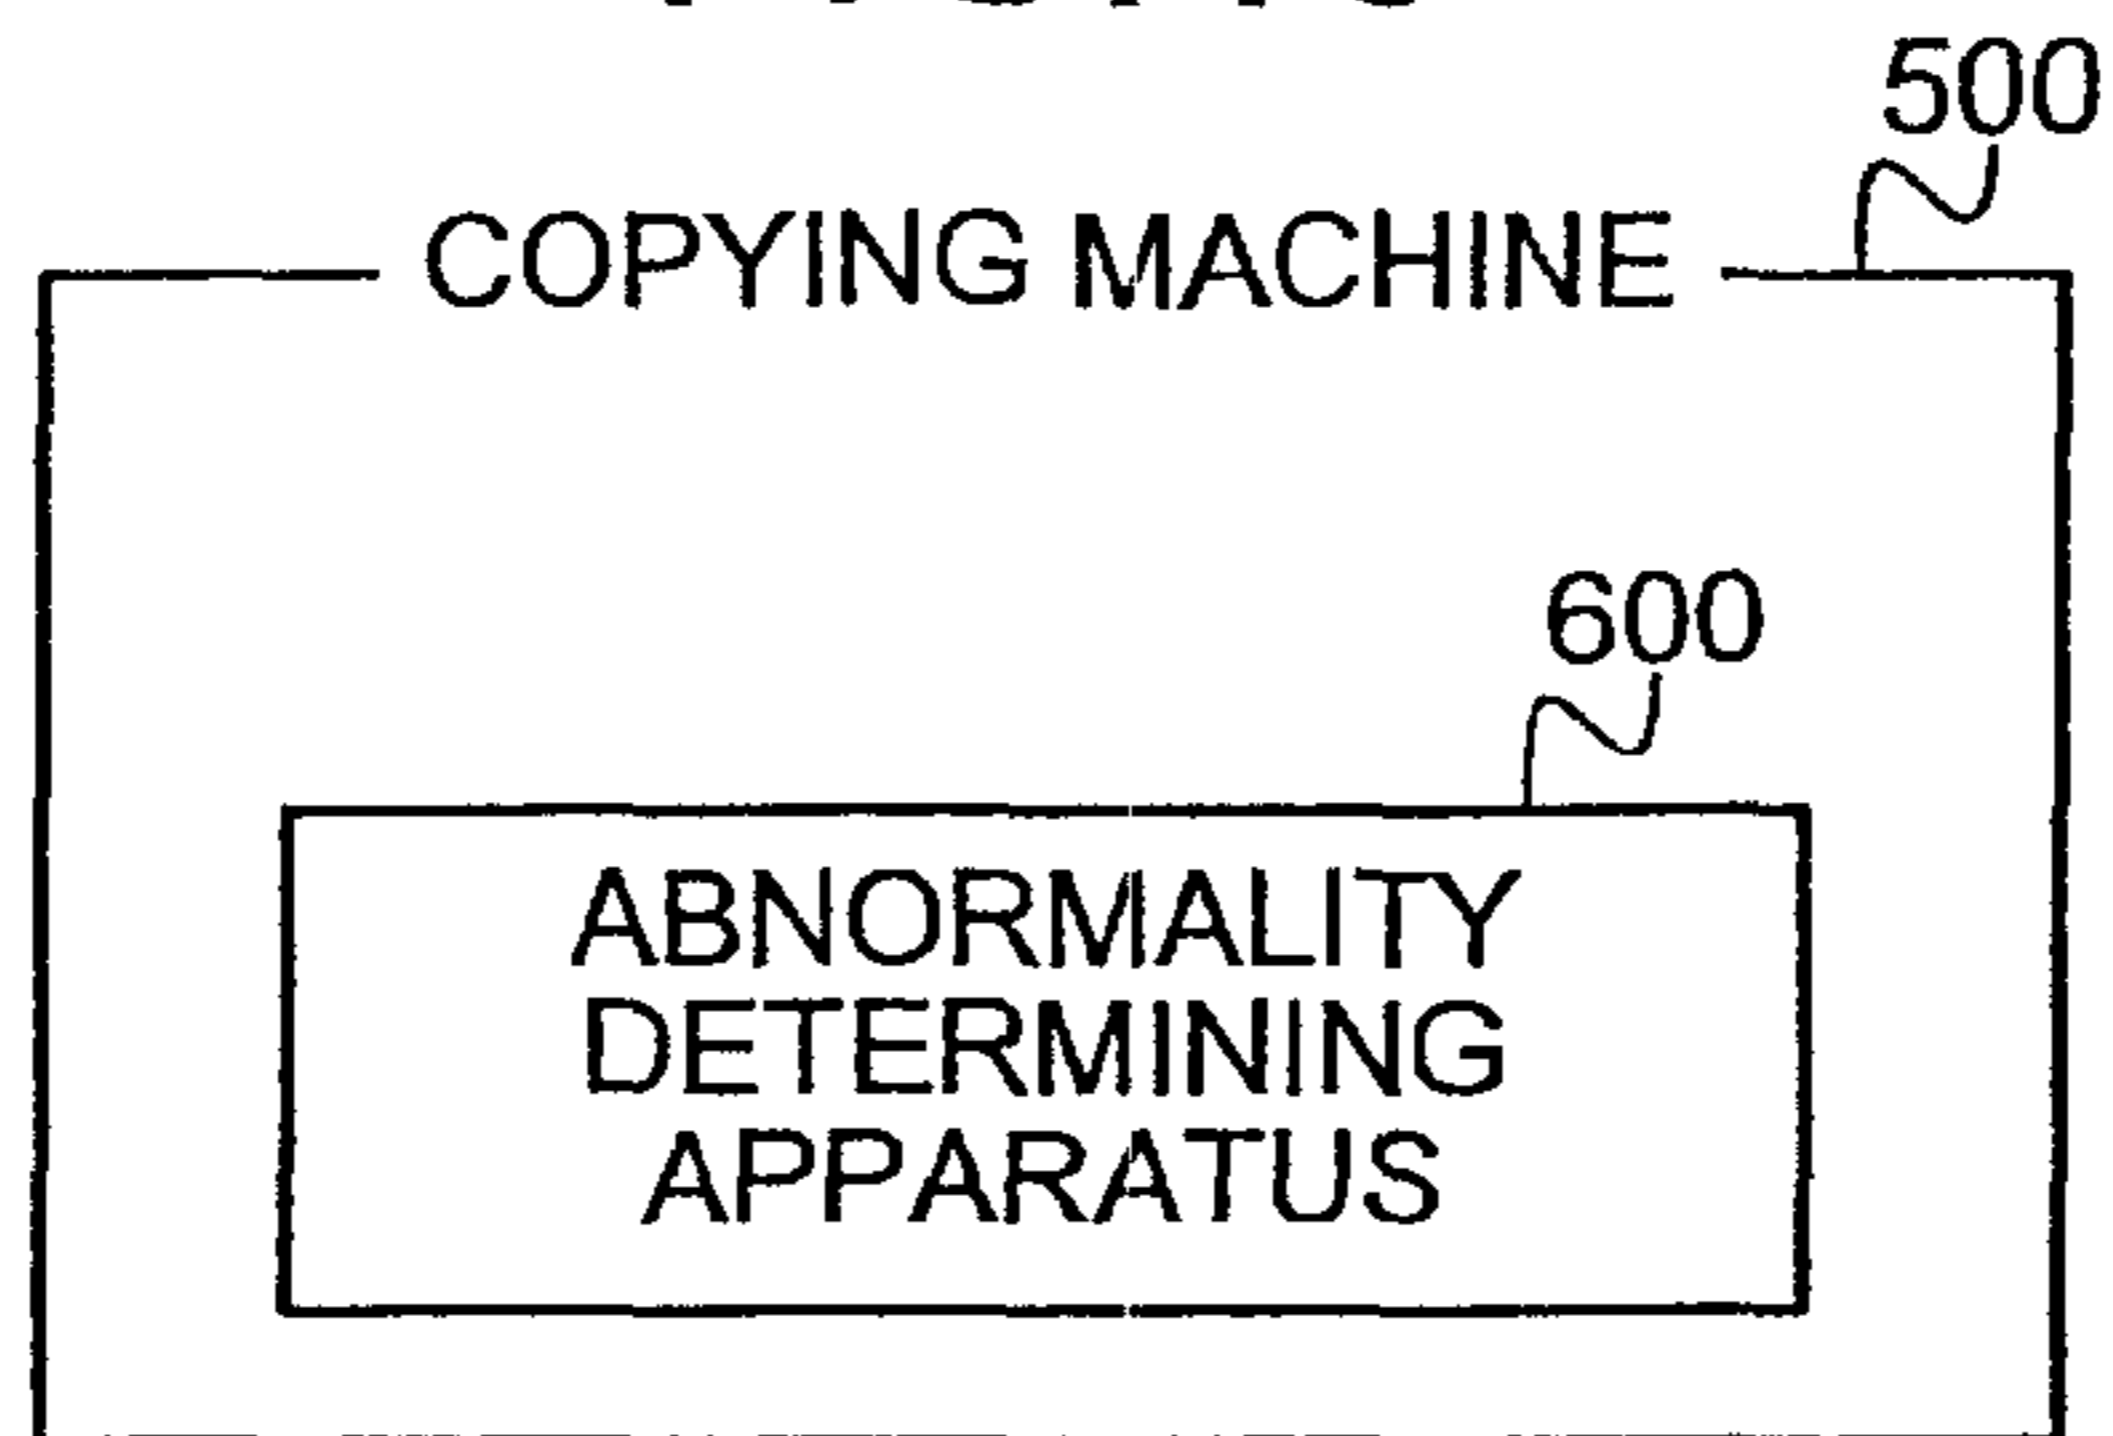 500
COPYING MACHINE
600
ABNORMALITY
DETERMINING
APPARATUS